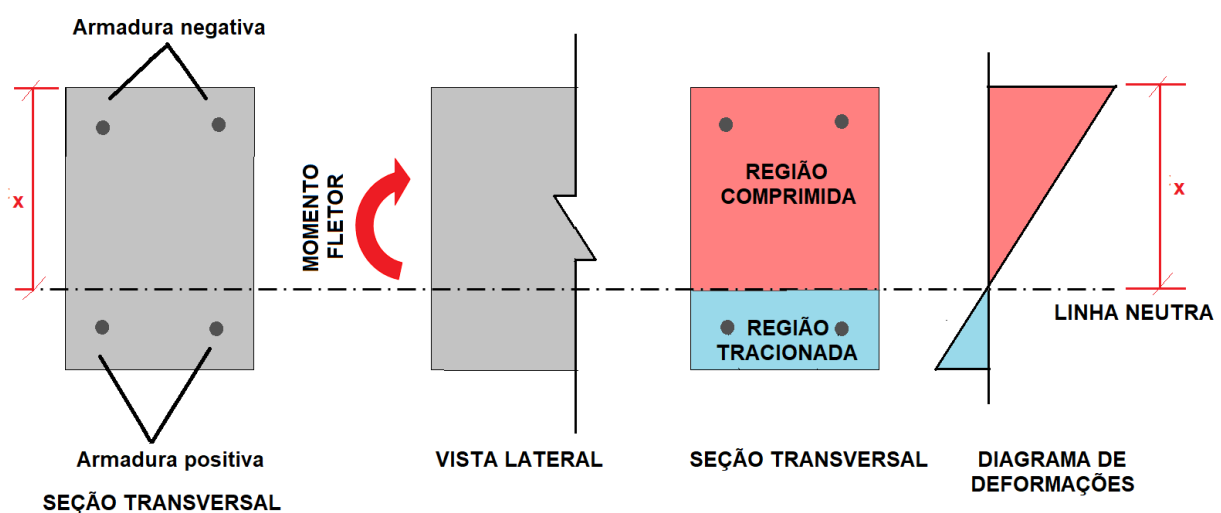 Armadura negativa
x
MOMENTO
FLETOR
REGIÃO
COMPRIMIDA
x
LINHA NEUTRA
REGIÃO
TRACIONADA
Armadura positiva
SEÇÃO TRANSVERSAL
VISTA LATERAL
SEÇÃO TRANSVERSAL
DIAGRAMA DE
DEFORMAÇÕES